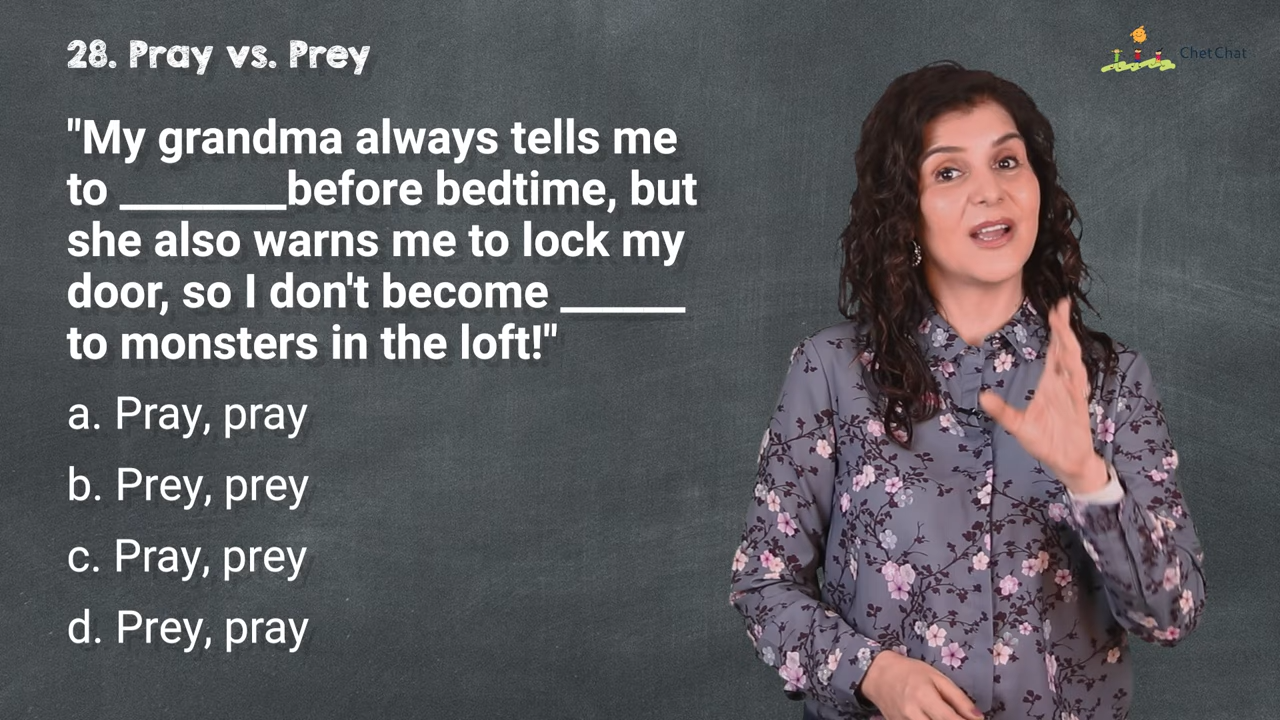 28. Pray vs. Prey
ChetChat
"My grandma always tells me
to ________before bedtime, but
she also warns me to lock my
door, so I don't become ______
to monsters in the loft!"
a. Pray, pray
b. Prey, prey
c. Pray, prey
d. Prey, pray